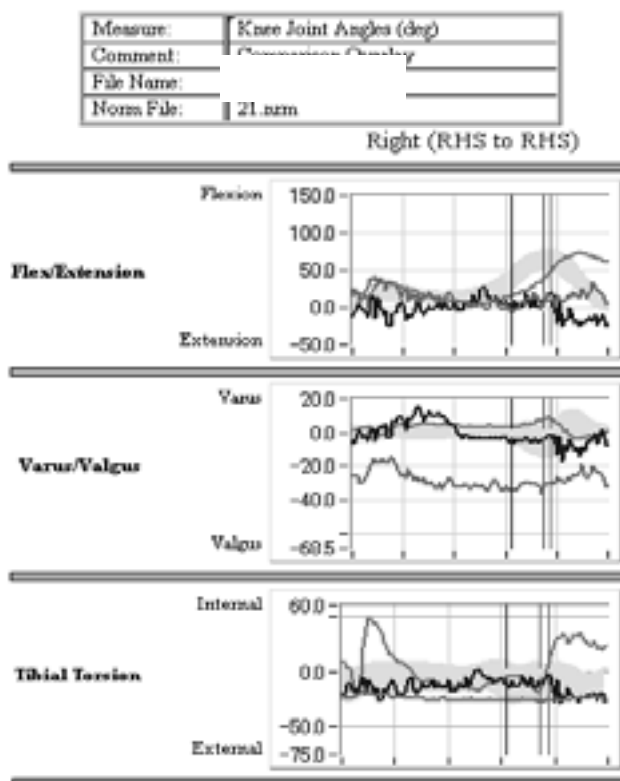 Measure: Knee Joint Angles (deg)
Comment: Comparison Overlay
File Name:
Norm File: 21.nrm
Right (RHS to RHS)
Flexion 150.0
100.0
Flex/Extension 50.0
0.0
Extension -50.0
Varus 20.0
0.0
Varus/Valgus -20.0
-40.0
Valgus -60.5
Internal 60.0
Tibial Torsion 0.0
-50.0
External -75.0